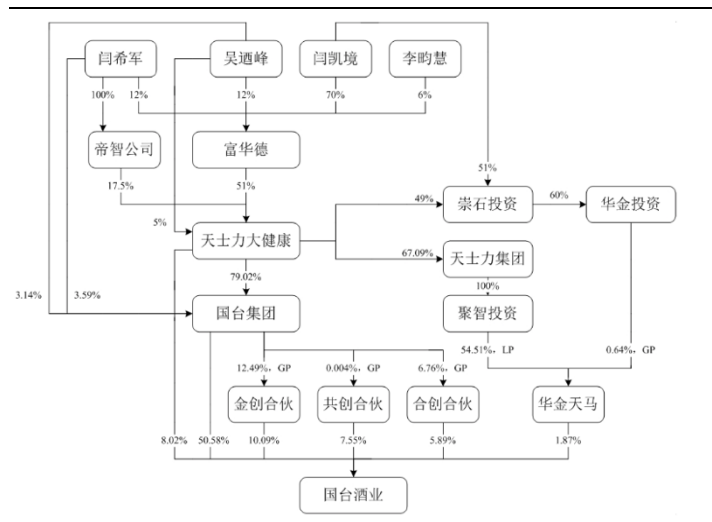 闫希军 吴迺峰 闫凯境 李畇慧
100% 12% 12% 70% 6%
帝智公司 富华德
17.5% 51% 51%
5% 49% 崇石投资 60% 华金投资
天士力大健康
67.09% 天士力集团
79.02% 100%
3.14% 3.59% 国台集团 聚智投资
54.51%，LP 0.64%，GP
12.49%，GP 0.004%，GP 6.76%，GP
金创合伙 共创合伙 合创合伙 华金天马
8.02% 50.58% 10.09% 7.55% 5.89% 1.87%
国台酒业